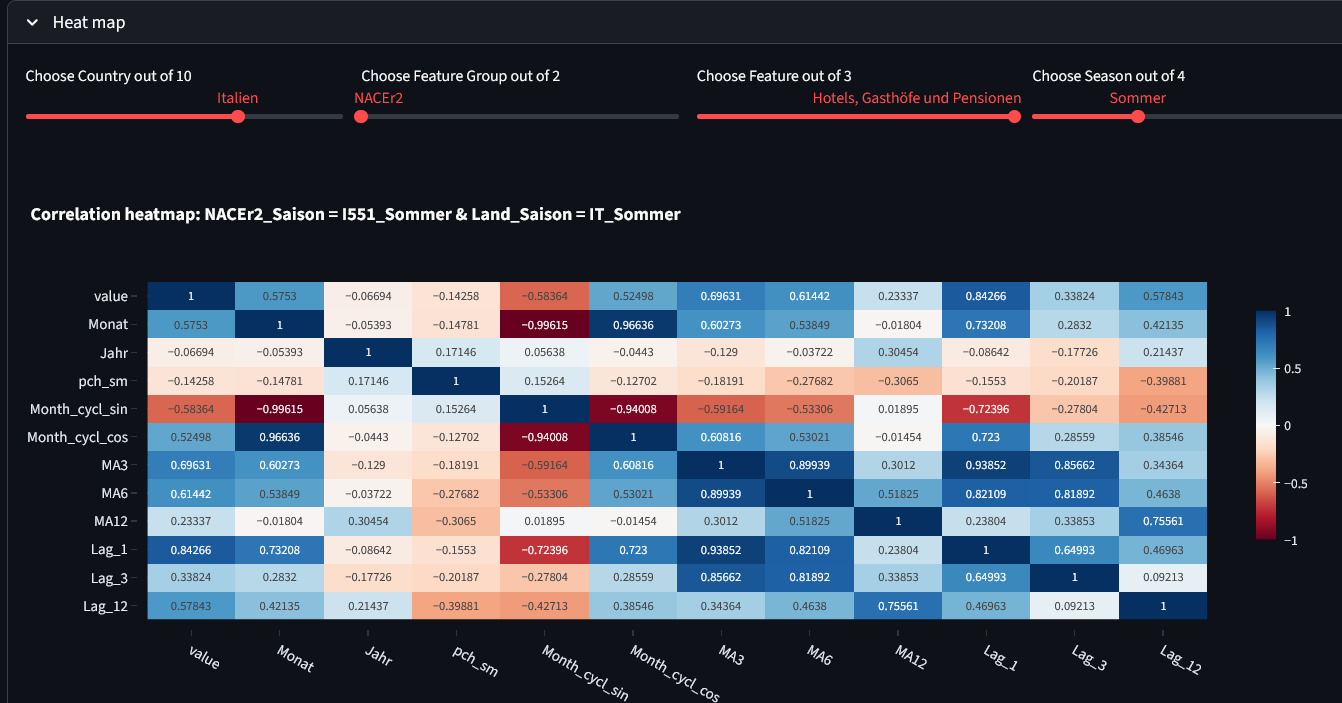 Heat map
Choose Country out of 10 Choose Feature Group out of 2 Choose Feature out of 3 Choose Season out of 4
Italien NACEr2 Hotels, Gasthöfe und Pensionen Sommer
Correlation heatmap: NACEr2_Saison = I551_Sommer & Land_Saison = IT_Sommer
value 1 0.5753 −0.06694 −0.14258 −0.58364 0.52498 0.69631 0.61442 0.23337 0.84266 0.33824 0.57843
Monat 0.5753 1 −0.05393 −0.14781 −0.99615 0.96636 0.60273 0.53849 −0.01804 0.73208 0.2832 0.42135
Jahr −0.06694 −0.05393 1 0.17146 0.05638 −0.0443 −0.129 −0.03722 0.30454 −0.08642 −0.17726 0.21437
pch_sm −0.14258 −0.14781 0.17146 1 0.15264 −0.12702 −0.18191 −0.27682 −0.3065 −0.1553 −0.20187 −0.39881
Month_cycl_sin −0.58364 −0.99615 0.05638 0.15264 1 −0.94008 −0.59164 −0.53306 0.01895 −0.72396 −0.27804 −0.42713
Month_cycl_cos 0.52498 0.96636 −0.0443 −0.12702 −0.94008 1 0.60816 0.53021 −0.01454 0.723 0.28559 0.38546
MA3 0.69631 0.60273 −0.129 −0.18191 −0.59164 0.60816 1 0.89939 0.3012 0.93852 0.85662 0.34364
MA6 0.61442 0.53849 −0.03722 −0.27682 −0.53306 0.53021 0.89939 1 0.51825 0.82109 0.81892 0.4638
MA12 0.23337 −0.01804 0.30454 −0.3065 0.01895 −0.01454 0.3012 0.51825 1 0.23804 0.33853 0.75561
Lag_1 0.84266 0.73208 −0.08642 −0.1553 −0.72396 0.723 0.93852 0.82109 0.23804 1 0.64993 0.46963
Lag_3 0.33824 0.2832 −0.17726 −0.20187 −0.27804 0.28559 0.85662 0.81892 0.33853 0.64993 1 0.09213
Lag_12 0.57843 0.42135 0.21437 −0.39881 −0.42713 0.38546 0.34364 0.4638 0.75561 0.46963 0.09213 1
value Monat Jahr pch_sm Month_cycl_sin Month_cycl_cos MA3 MA6 MA12 Lag_1 Lag_3 Lag_12
1
0.5
0
−0.5
−1